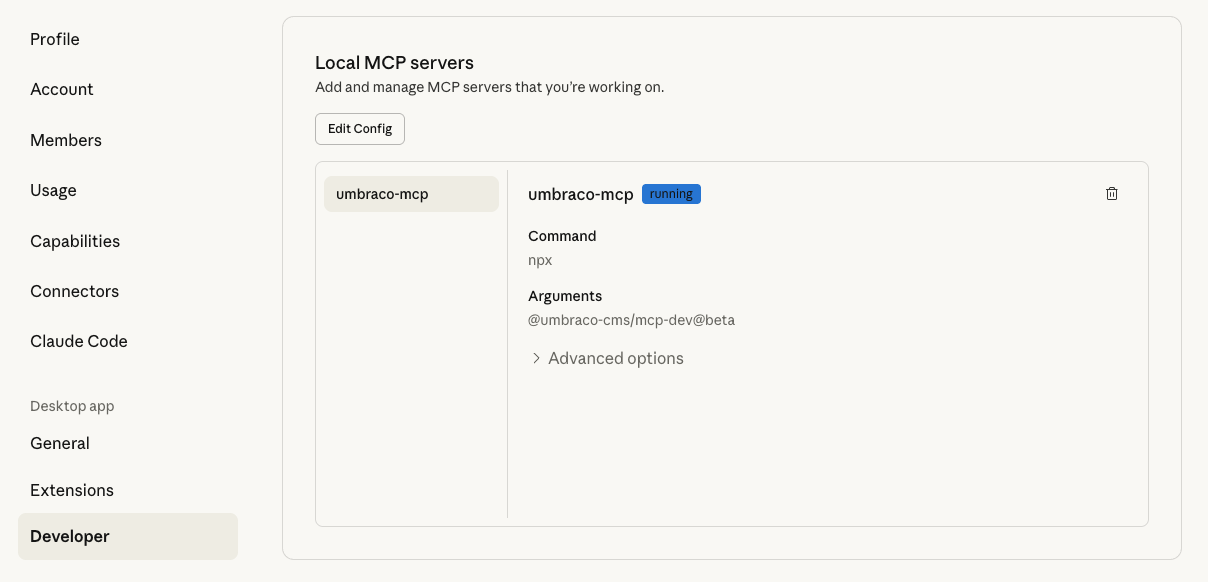 Profile
Account
Members
Usage
Capabilities
Connectors
Claude Code
Desktop app
General
Extensions
Developer
Local MCP servers
Add and manage MCP servers that you’re working on.
Edit Config
umbraco-mcp
umbraco-mcp running
Command
npx
Arguments
@umbraco-cms/mcp-dev@beta
Advanced options